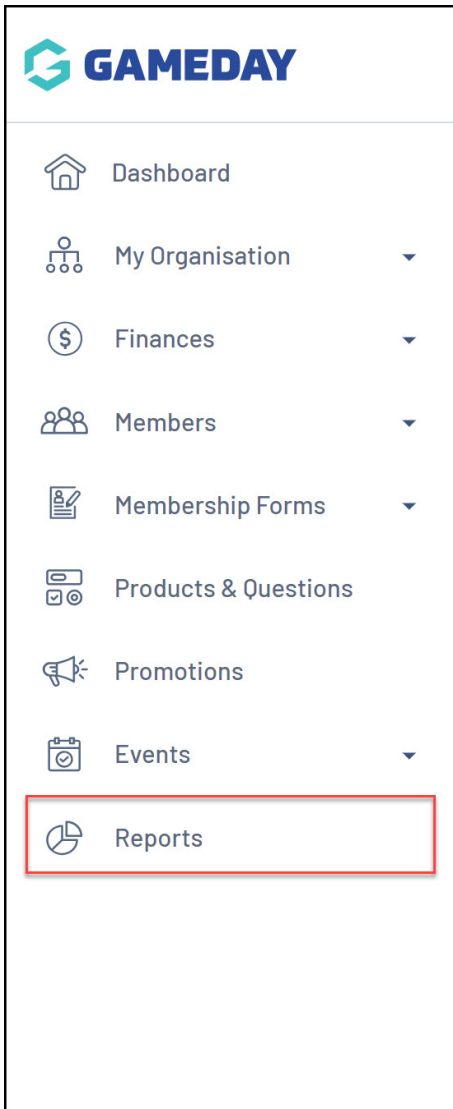 GAMEDAY
Dashboard
My Organisation
Finances
Members
Membership Forms
Products & Questions
Promotions
Events
Reports